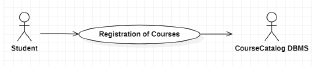 Registration of Courses
Student
CourseCatalog DBMS